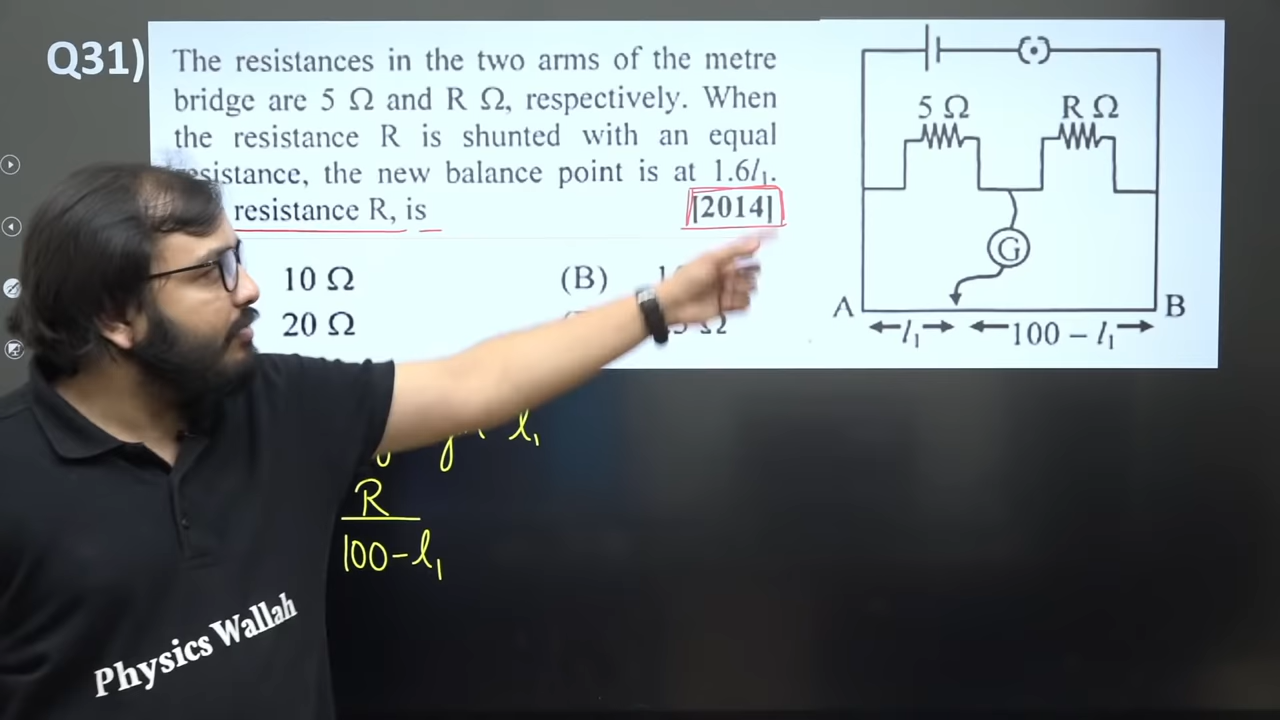 Q31)
The resistances in the two arms of the metre
bridge are 5 Ω and R Ω, respectively. When
the resistance R is shunted with an equal
resistance, the new balance point is at 1.6l₁.
resistance R, is [2014]
10 Ω (B)
20 Ω Ω
5 Ω R Ω
G
A B
l₁ 100 – l₁
l₁
R
100-l₁
Physics Wallah